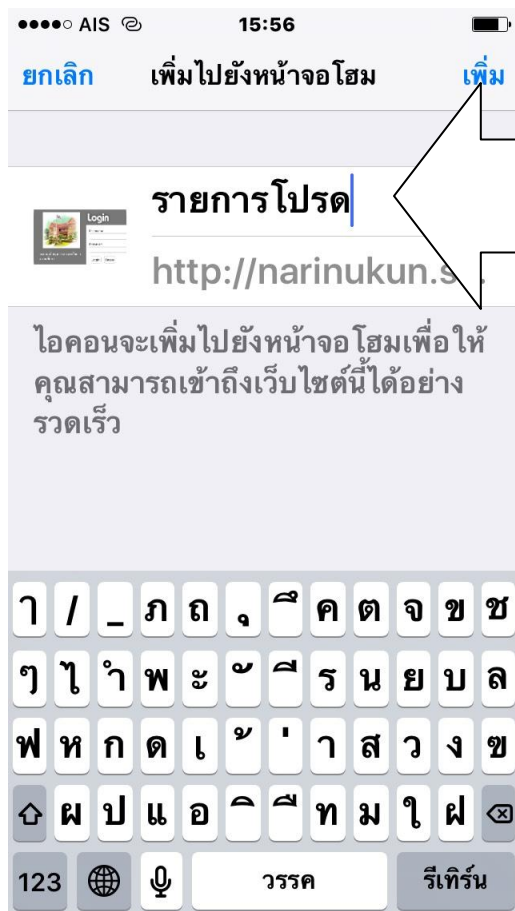 AIS 15:56
ยกเลิก เพิ่มไปยังหน้าจอโฮม เพิ่ม
Login
รายการโปรด
http://narinukun.s
ไอคอนจะเพิ่มไปยังหน้าจอโฮมเพื่อให้
คุณสามารถเข้าถึงเว็บไซต์นี้ได้อย่าง
รวดเร็ว
ๅ / _ ภ ถ ุ ึ ค ต จ ข ช
ๆ ไ ำ พ ะ ั ี ร น ย บ ล
ฟ ห ก ด เ ้ ่ า ส ว ง ฃ
ผ ป แ อ ิ ื ท ม ใ ฝ
123 วรรค รีเทิร์น